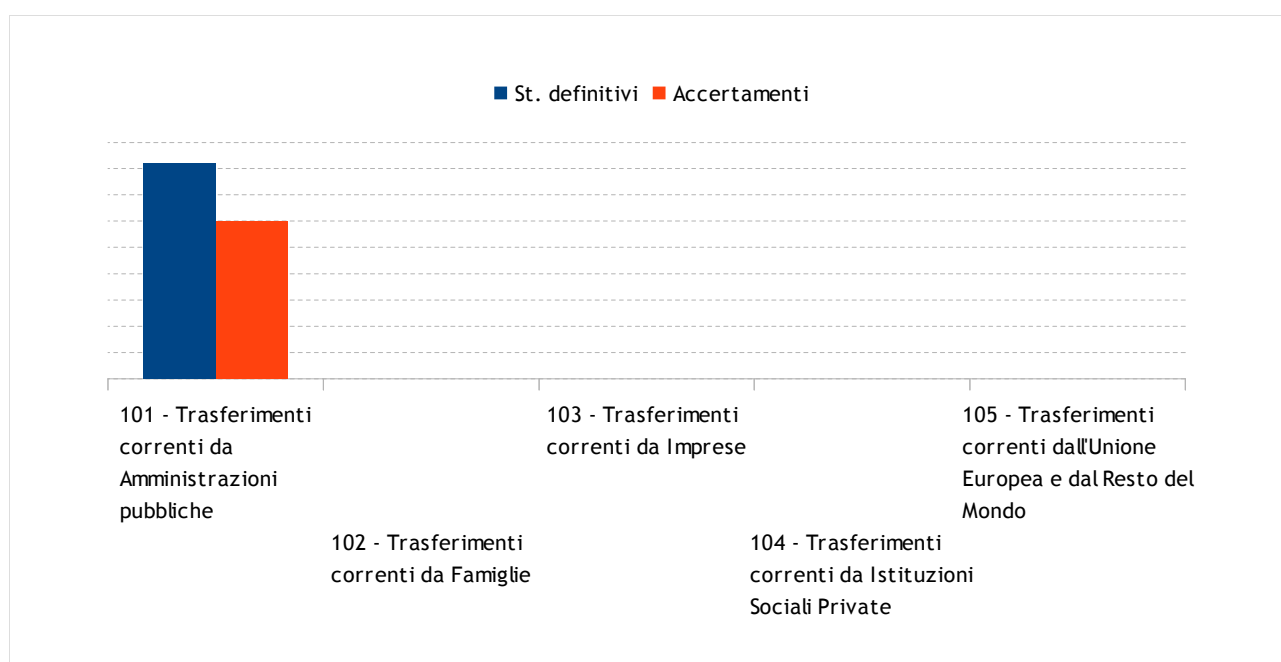 St. definitivi Accertamenti
101 - Trasferimenti
correnti da
Amministrazioni
pubbliche
102 - Trasferimenti
correnti da Famiglie
103 - Trasferimenti
correnti da Imprese
104 - Trasferimenti
correnti da Istituzioni
Sociali Private
105 - Trasferimenti
correnti dall'Unione
Europea e dal Resto del
Mondo